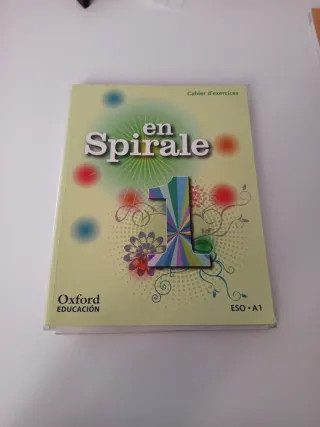 Cahier d'exercices
en
Spirale
1
Oxford
EDUCACIÓN
ESO • A1